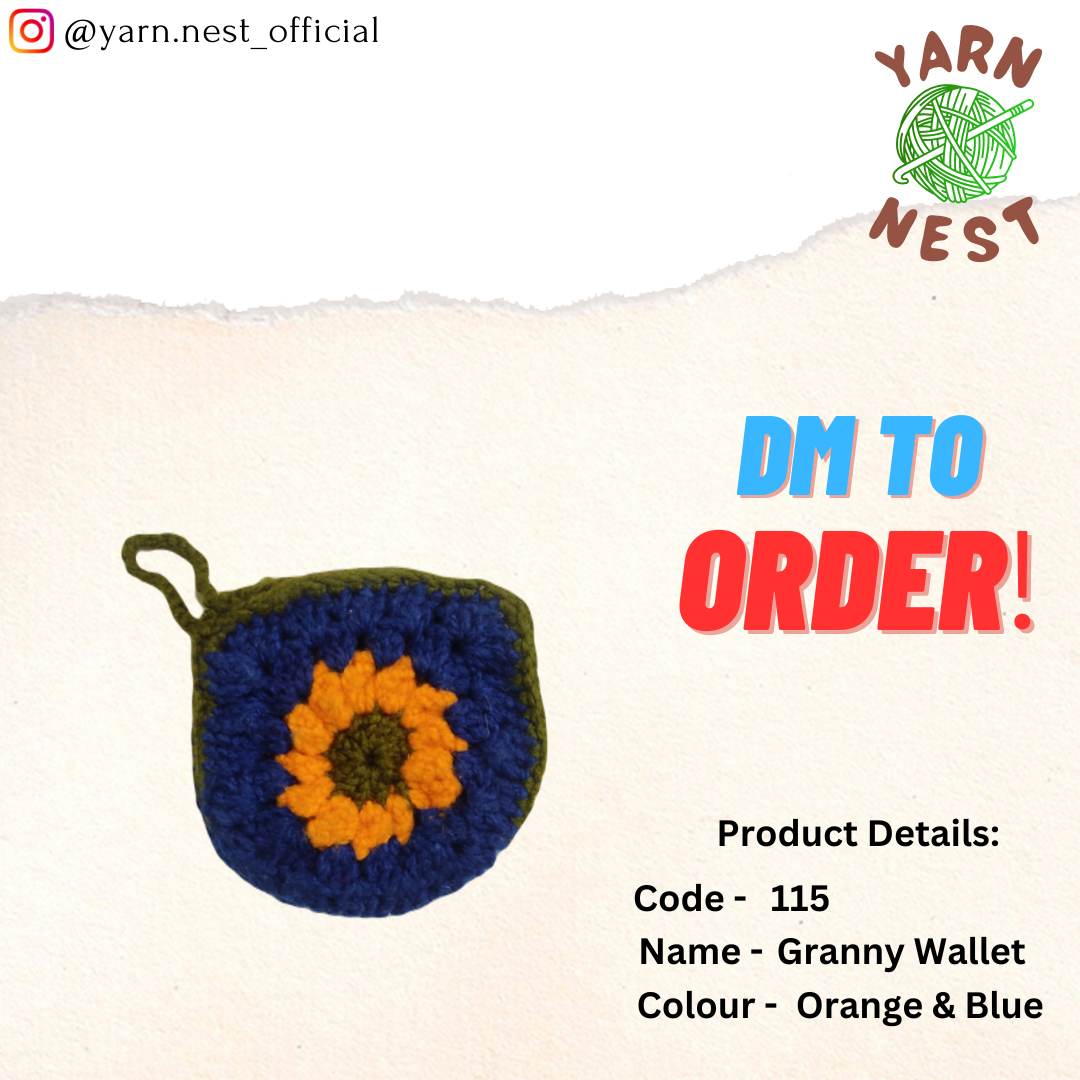 @yarn.nest_official
YARN
NEST
DM TO
ORDER!
Product Details:
Code - 115
Name - Granny Wallet
Colour - Orange & Blue